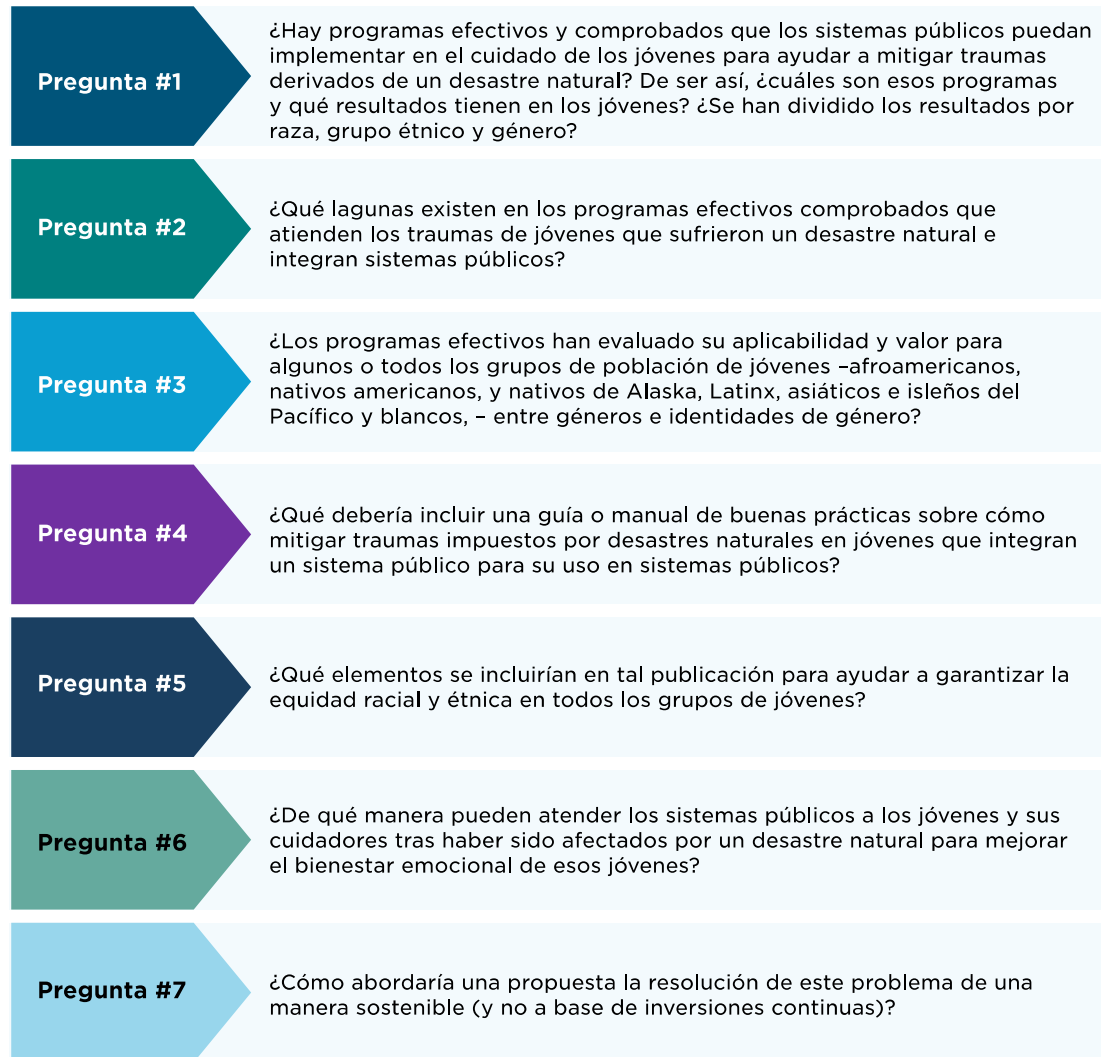 Pregunta #1
¿Hay programas efectivos y comprobados que los sistemas públicos puedan
implementar en el cuidado de los jóvenes para ayudar a mitigar traumas
derivados de un desastre natural? De ser así, ¿cuáles son esos programas
y qué resultados tienen en los jóvenes? ¿Se han dividido los resultados por
raza, grupo étnico y género?
Pregunta #2
¿Qué lagunas existen en los programas efectivos comprobados que
atienden los traumas de jóvenes que sufrieron un desastre natural e
integran sistemas públicos?
Pregunta #3
¿Los programas efectivos han evaluado su aplicabilidad y valor para
algunos o todos los grupos de población de jóvenes –afroamericanos,
nativos americanos, y nativos de Alaska, Latinx, asiáticos e isleños del
Pacífico y blancos, – entre géneros e identidades de género?
Pregunta #4
¿Qué debería incluir una guía o manual de buenas prácticas sobre cómo
mitigar traumas impuestos por desastres naturales en jóvenes que integran
un sistema público para su uso en sistemas públicos?
Pregunta #5
¿Qué elementos se incluirían en tal publicación para ayudar a garantizar la
equidad racial y étnica en todos los grupos de jóvenes?
Pregunta #6
¿De qué manera pueden atender los sistemas públicos a los jóvenes y sus
cuidadores tras haber sido afectados por un desastre natural para mejorar
el bienestar emocional de esos jóvenes?
Pregunta #7
¿Cómo abordaría una propuesta la resolución de este problema de una
manera sostenible (y no a base de inversiones continuas)?